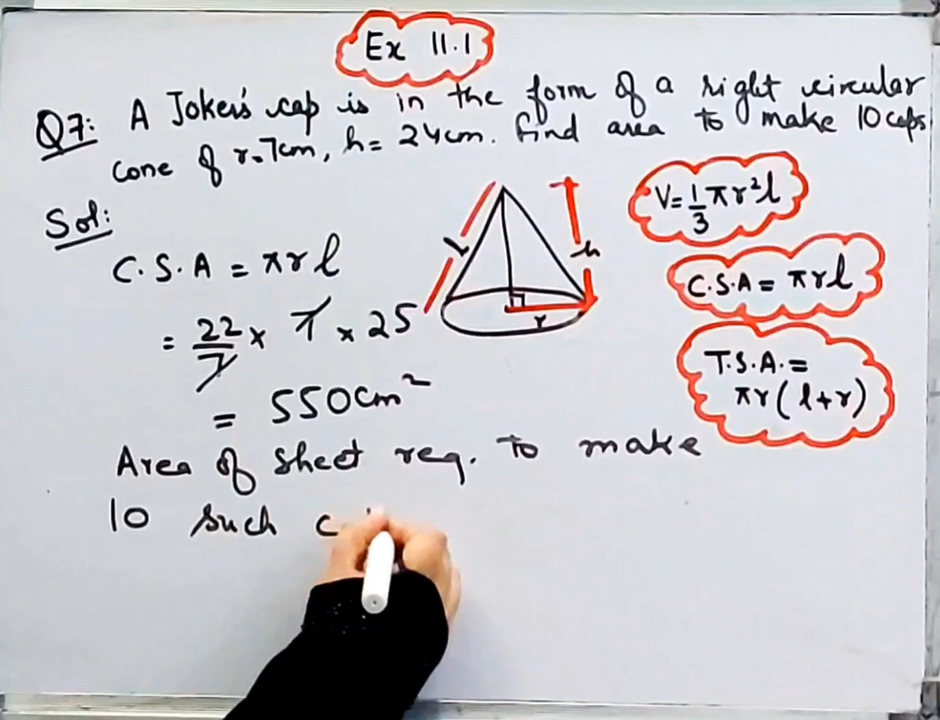 Ex 11.1
Q7: A Joker's cap is in the form of a right circular
cone of r=7cm, h= 24cm. Find area to make 10 caps.
Sol:
C.S.A = πrl
= 22/7 × 7 × 25
= 550cm²
Area of sheet req. to make
10 such
l
h
r
V=1/3πr²l
C.S.A= πrl
T.S.A.=
πr(l+r)